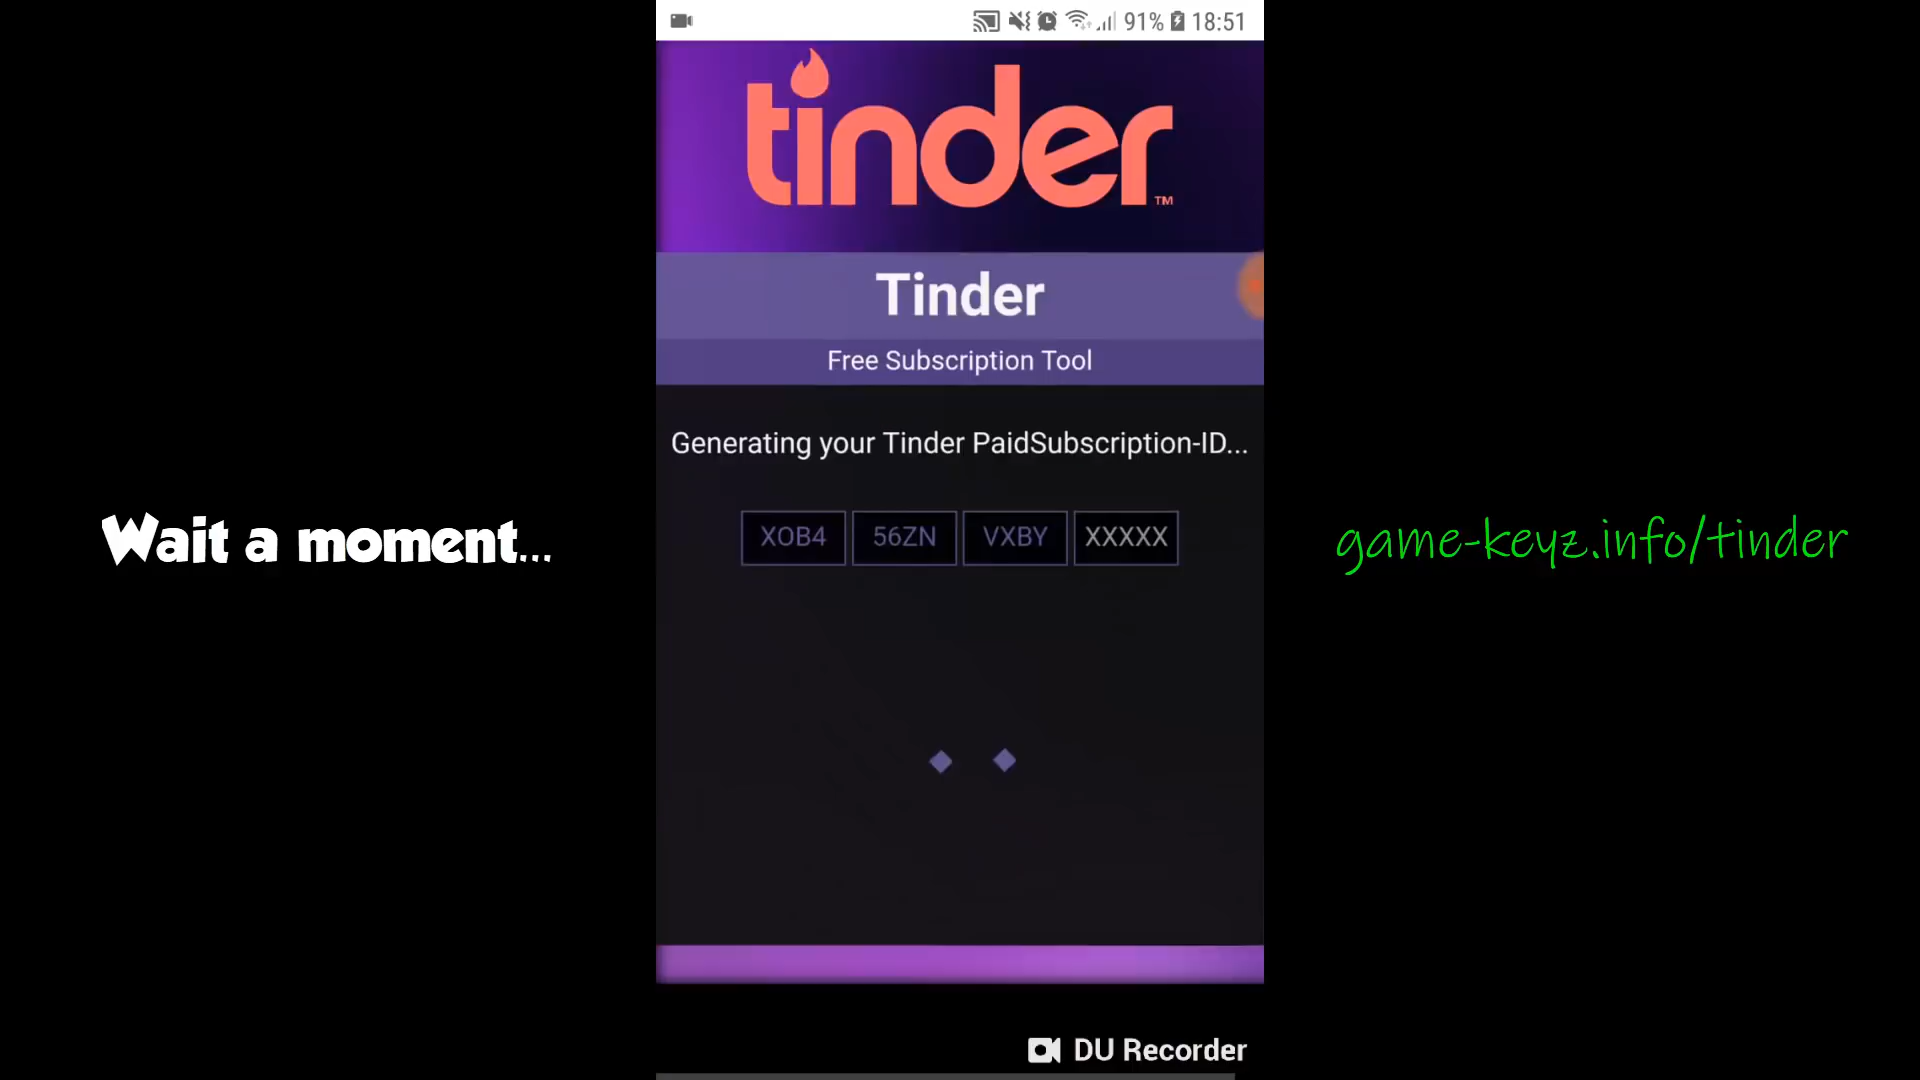 91% 18:51
tinder™
Tinder
Free Subscription Tool
Generating your Tinder PaidSubscription-ID...
XOB4 56ZN VXBY XXXXX
Wait a moment...
game-keyz.info/tinder
DU Recorder